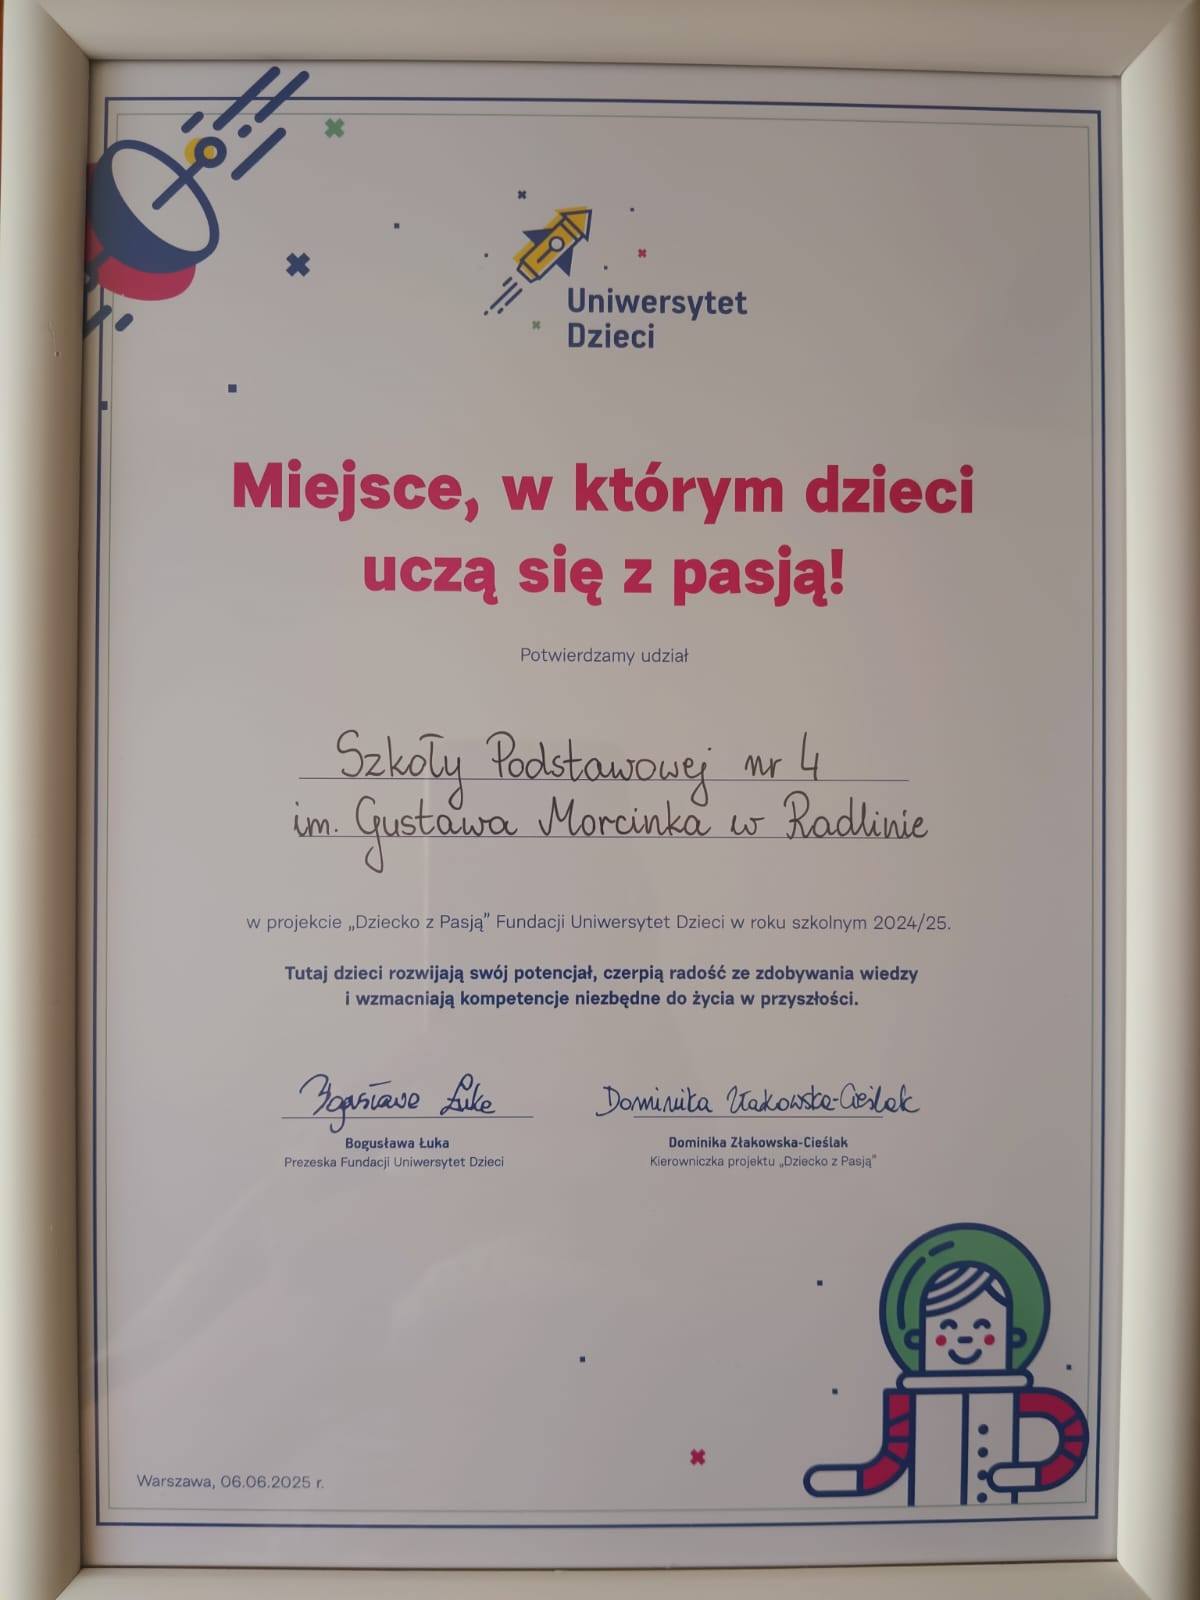 Uniwersytet
Dzieci
Miejsce, w którym dzieci
uczą się z pasją!
Potwierdzamy udział
Szkoły Podstawowej nr 4
im. Gustawa Morcinka w Radlinie
w projekcie „Dziecko z Pasją” Fundacji Uniwersytet Dzieci w roku szkolnym 2024/25.
Tutaj dzieci rozwijają swój potencjał, czerpią radość ze zdobywania wiedzy
i wzmacniają kompetencje niezbędne do życia w przyszłości.
Bogusława Łuka Dominika Złakowska-Cieślak
Bogusława Łuka Dominika Złakowska-Cieślak
Prezeska Fundacji Uniwersytet Dzieci Kierowniczka projektu „Dziecko z Pasją”
Warszawa, 06.06.2025 r.